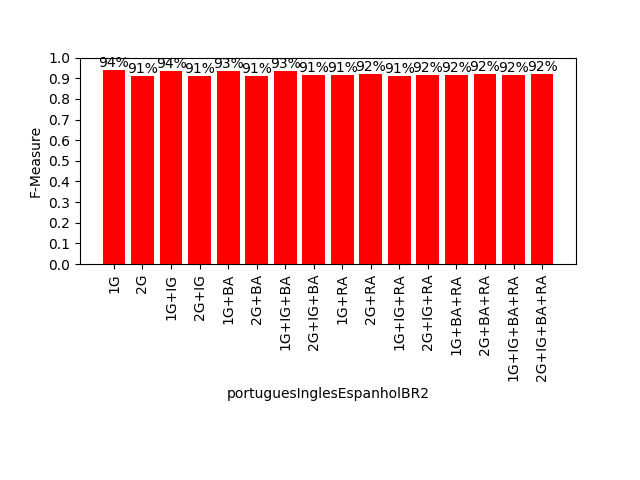 94% 91% 94% 91% 93% 91% 93% 91% 91% 92% 91% 92% 92% 92% 92% 92%
1.0
0.9
0.8
0.7
0.6
0.5
0.4
0.3
0.2
0.1
0.0
F-Measure
1G
2G
1G+IG
2G+IG
1G+BA
2G+BA
1G+IG+BA
2G+IG+BA
1G+RA
2G+RA
1G+IG+RA
2G+IG+RA
1G+BA+RA
2G+BA+RA
1G+IG+BA+RA
2G+IG+BA+RA
portuguesInglesEspanholBR2